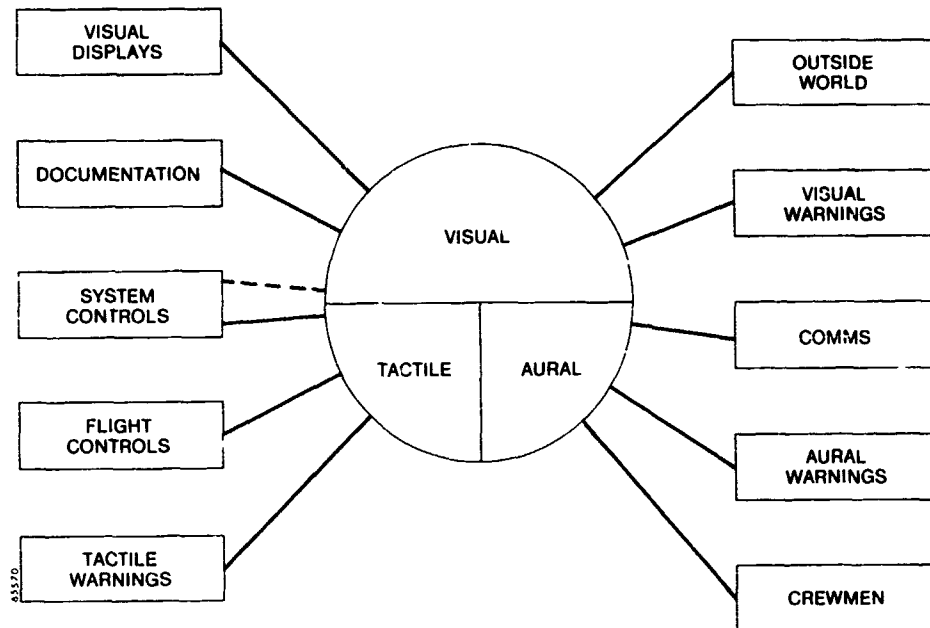 VISUAL
DISPLAYS
DOCUMENTATION
SYSTEM
CONTROLS
FLIGHT
CONTROLS
TACTILE
WARNINGS
65570
VISUAL
TACTILE
AURAL
OUTSIDE
WORLD
VISUAL
WARNINGS
COMMS
AURAL
WARNINGS
CREWMEN